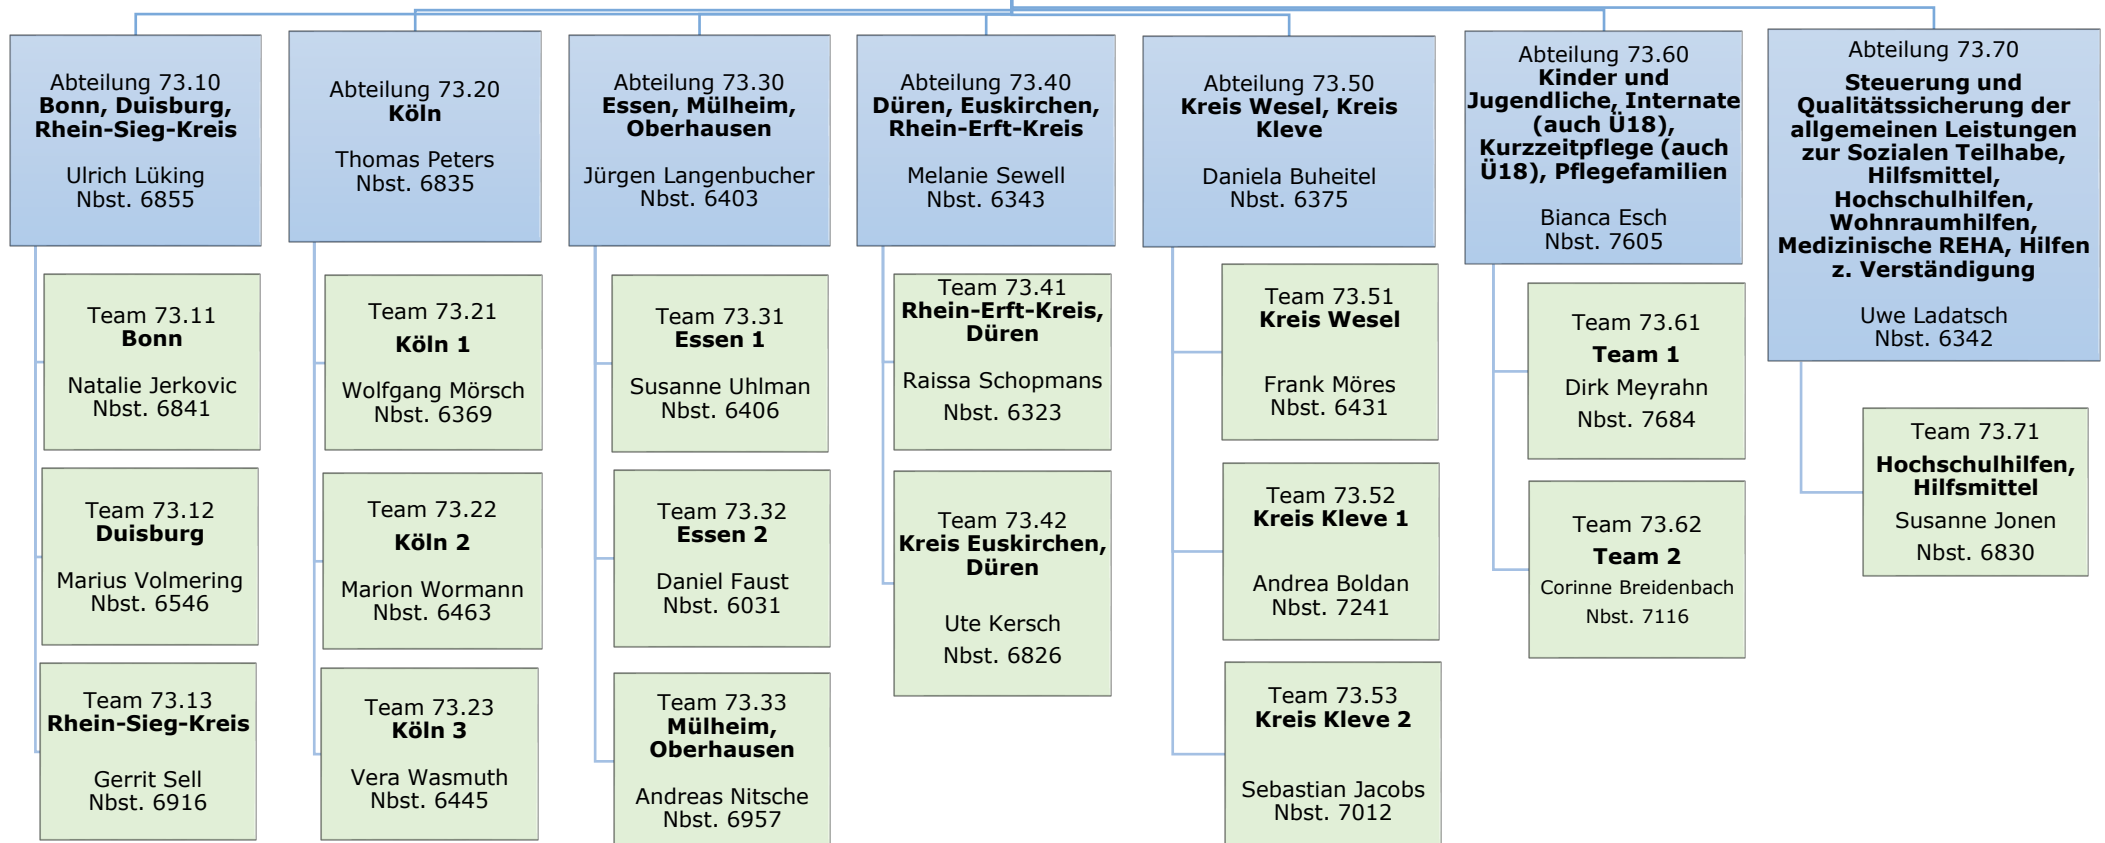 Abteilung 73.10
Bonn, Duisburg,
Rhein-Sieg-Kreis
Ulrich Lüking
Nbst. 6855
Team 73.11
Bonn
Natalie Jerkovic
Nbst. 6841
Team 73.12
Duisburg
Marius Volmering
Nbst. 6546
Team 73.13
Rhein-Sieg-Kreis
Gerrit Sell
Nbst. 6916
Abteilung 73.20
Köln
Thomas Peters
Nbst. 6835
Team 73.21
Köln 1
Wolfgang Mörsch
Nbst. 6369
Team 73.22
Köln 2
Marion Wormann
Nbst. 6463
Team 73.23
Köln 3
Vera Wasmuth
Nbst. 6445
Abteilung 73.30
Essen, Mülheim,
Oberhausen
Jürgen Langenbucher
Nbst. 6403
Team 73.31
Essen 1
Susanne Uhlman
Nbst. 6406
Team 73.32
Essen 2
Daniel Faust
Nbst. 6031
Team 73.33
Mülheim,
Oberhausen
Andreas Nitsche
Nbst. 6957
Abteilung 73.40
Düren, Euskirchen,
Rhein-Erft-Kreis
Melanie Sewell
Nbst. 6343
Team 73.41
Rhein-Erft-Kreis,
Düren
Raissa Schopmans
Nbst. 6323
Team 73.42
Kreis Euskirchen,
Düren
Ute Kersch
Nbst. 6826
Abteilung 73.50
Kreis Wesel, Kreis
Kleve
Daniela Buheitel
Nbst. 6375
Team 73.51
Kreis Wesel
Frank Möres
Nbst. 6431
Team 73.52
Kreis Kleve 1
Andrea Boldan
Nbst. 7241
Team 73.53
Kreis Kleve 2
Sebastian Jacobs
Nbst. 7012
Abteilung 73.60
Kinder und
Jugendliche, Internate
(auch Ü18),
Kurzzeitpflege (auch
Ü18), Pflegefamilien
Bianca Esch
Nbst. 7605
Team 73.61
Team 1
Dirk Meyrahn
Nbst. 7684
Team 73.62
Team 2
Corinne Breidenbach
Nbst. 7116
Abteilung 73.70
Steuerung und
Qualitätssicherung der
allgemeinen Leistungen
zur Sozialen Teilhabe,
Hilfsmittel,
Hochschulhilfen,
Wohnraumhilfen,
Medizinische REHA, Hilfen
z. Verständigung
Uwe Ladatsch
Nbst. 6342
Team 73.71
Hochschulhilfen,
Hilfsmittel
Susanne Jonen
Nbst. 6830